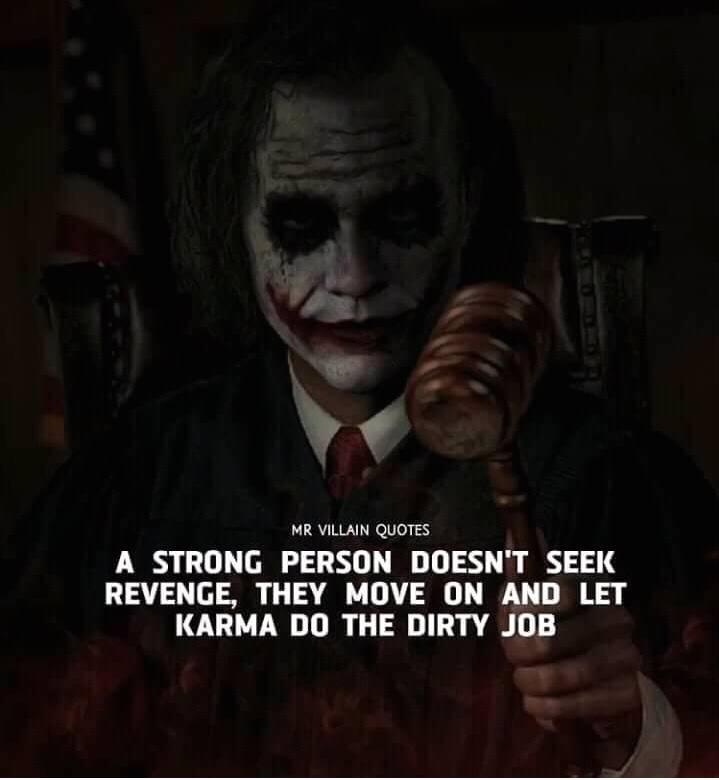 MR VILLAIN QUOTES
A STRONG PERSON DOESN'T SEEK
REVENGE, THEY MOVE ON AND LET
KARMA DO THE DIRTY JOB